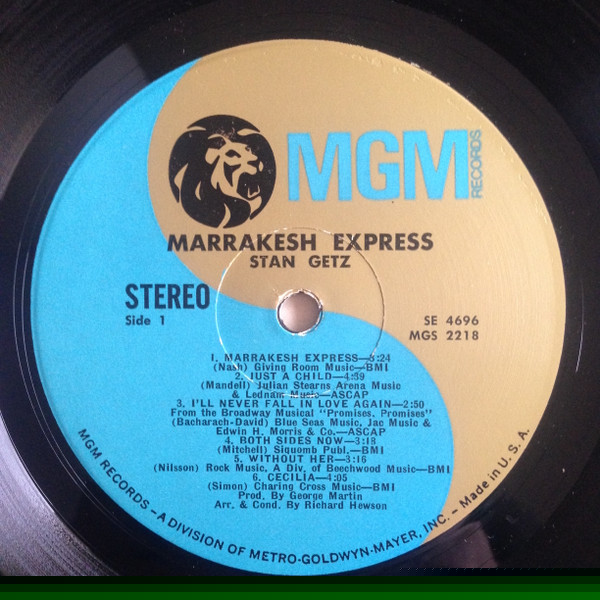 MGM
RECORDS
MARRAKESH EXPRESS
STAN GETZ
STEREO
Side 1
SE 4696
MGS 2218
1. MARRAKESH EXPRESS—3:24
(Nash) Giving Room Music—BMI
2. JUST A CHILD—4:59
(Mandell) Julian Stearns Arena Music
& Lednam Music—ASCAP
3. I'LL NEVER FALL IN LOVE AGAIN—2:50
From the Broadway Musical "Promises, Promises"
(Bacharach-David) Blue Seas Music, Jac Music &
Edwin H. Morris & Co.—ASCAP
4. BOTH SIDES NOW—3:18
(Mitchell) Siquomb Publ.—BMI
5. WITHOUT HER—3:16
(Nilsson) Rock Music, A Div. of Beechwood Music—BMI
6. CECILIA—4:05
(Simon) Charing Cross Music—BMI
Prod. By George Martin
Arr. & Cond. By Richard Hewson
MGM RECORDS — A DIVISION OF METRO-GOLDWYN-MAYER, INC. — Made in U. S. A.